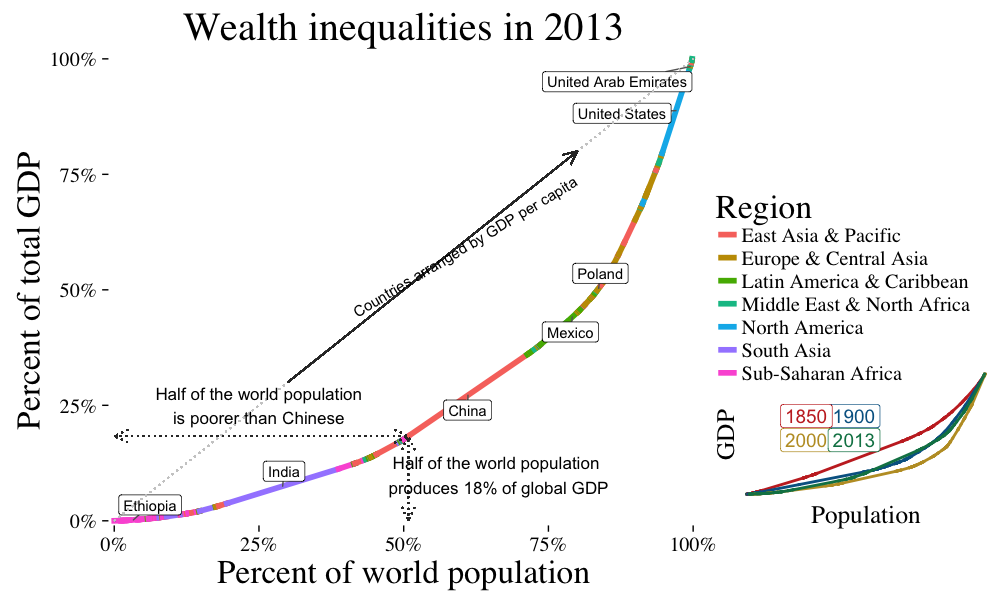 Wealth inequalities in 2013
Percent of total GDP
100%
75%
50%
25%
0%
United Arab Emirates
United States
Countries arranged by GDP per capita
Poland
Mexico
China
India
Ethiopia
Half of the world population
is poorer than Chinese
Half of the world population
produces 18% of global GDP
0%
25%
50%
75%
100%
Percent of world population
Region
East Asia & Pacific
Europe & Central Asia
Latin America & Caribbean
Middle East & North Africa
North America
South Asia
Sub-Saharan Africa
GDP
1850 1900
2000 2013
Population